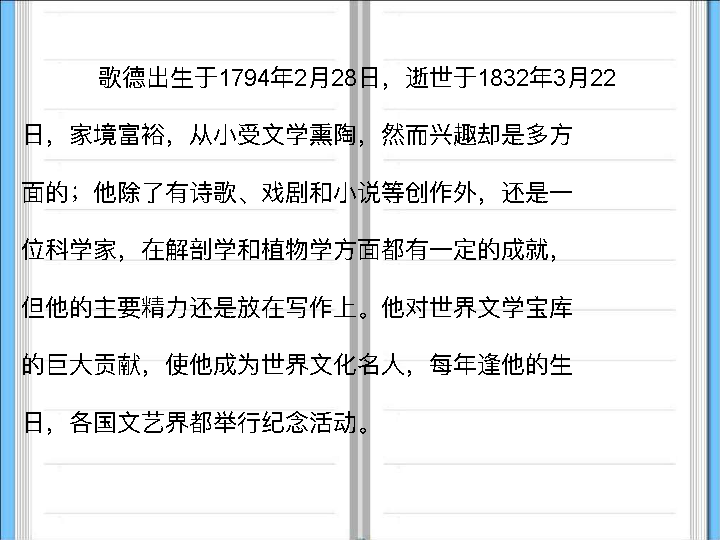 歌德出生于1794年2月28日，逝世于1832年3月22
日，家境富裕，从小受文学熏陶，然而兴趣却是多方
面的；他除了有诗歌、戏剧和小说等创作外，还是一
位科学家，在解剖学和植物学方面都有一定的成就，
但他的主要精力还是放在写作上。他对世界文学宝库
的巨大贡献，使他成为世界文化名人，每年逢他的生
日，各国文艺界都举行纪念活动。